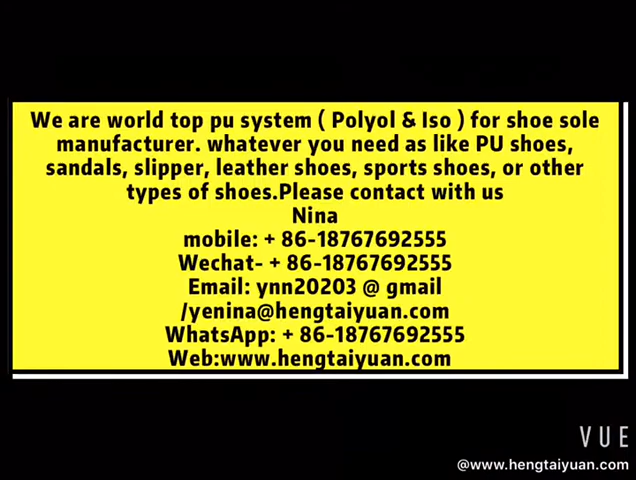 We are world top pu system ( Polyol & Iso ) for shoe sole
manufacturer. whatever you need as like PU shoes,
sandals, slipper, leather shoes, sports shoes, or other
types of shoes.Please contact with us
Nina
mobile: + 86-18767692555
Wechat- + 86-18767692555
Email: ynn20203 @ gmail
/yenina@hengtaiyuan.com
WhatsApp: + 86-18767692555
Web:www.hengtaiyuan.com
VUE
@www.hengtaiyuan.com